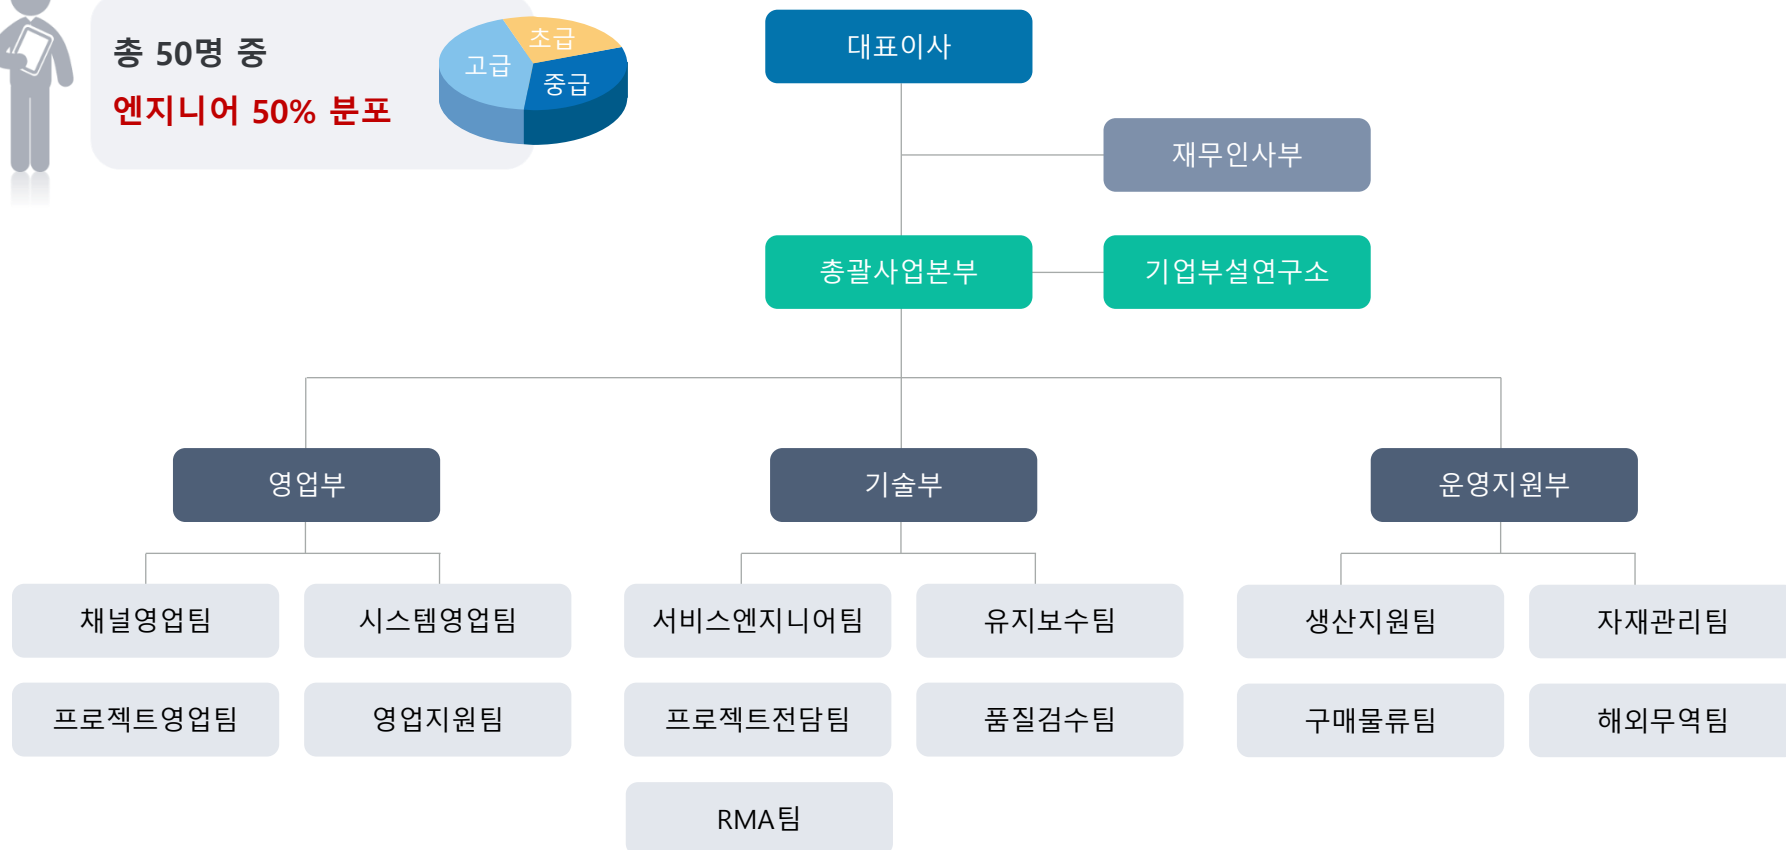 총 50명 중
엔지니어 50% 분포
초급
고급
중급
대표이사
재무인사부
총괄사업본부
기업부설연구소
영업부
기술부
운영지원부
채널영업팀
시스템영업팀
서비스엔지니어팀
유지보수팀
생산지원팀
자재관리팀
프로젝트영업팀
영업지원팀
프로젝트전담팀
품질검수팀
구매물류팀
해외무역팀
RMA팀